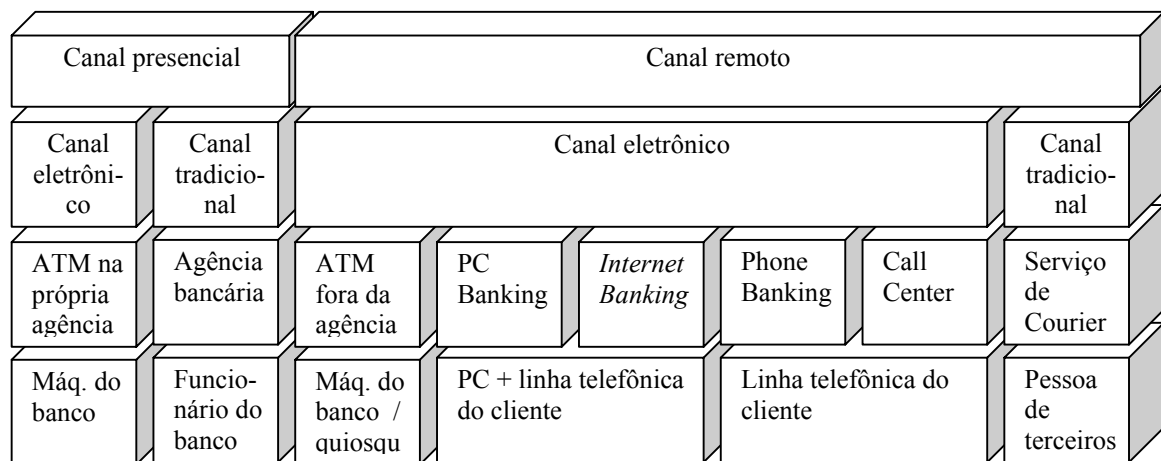 Canal presencial
Canal remoto
Canal
eletrôni-
co
Canal
tradicio-
nal
Canal eletrônico
Canal
tradicio-
nal
ATM na
própria
agência
Agência
bancária
ATM
fora da
agência
PC
Banking
Internet
Banking
Phone
Banking
Call
Center
Serviço
de
Courier
Máq. do
banco
Funcio-
nário do
banco
Máq. do
banco /
quiosqu
PC + linha telefônica
do cliente
Linha telefônica do
cliente
Pessoa
de
terceiros